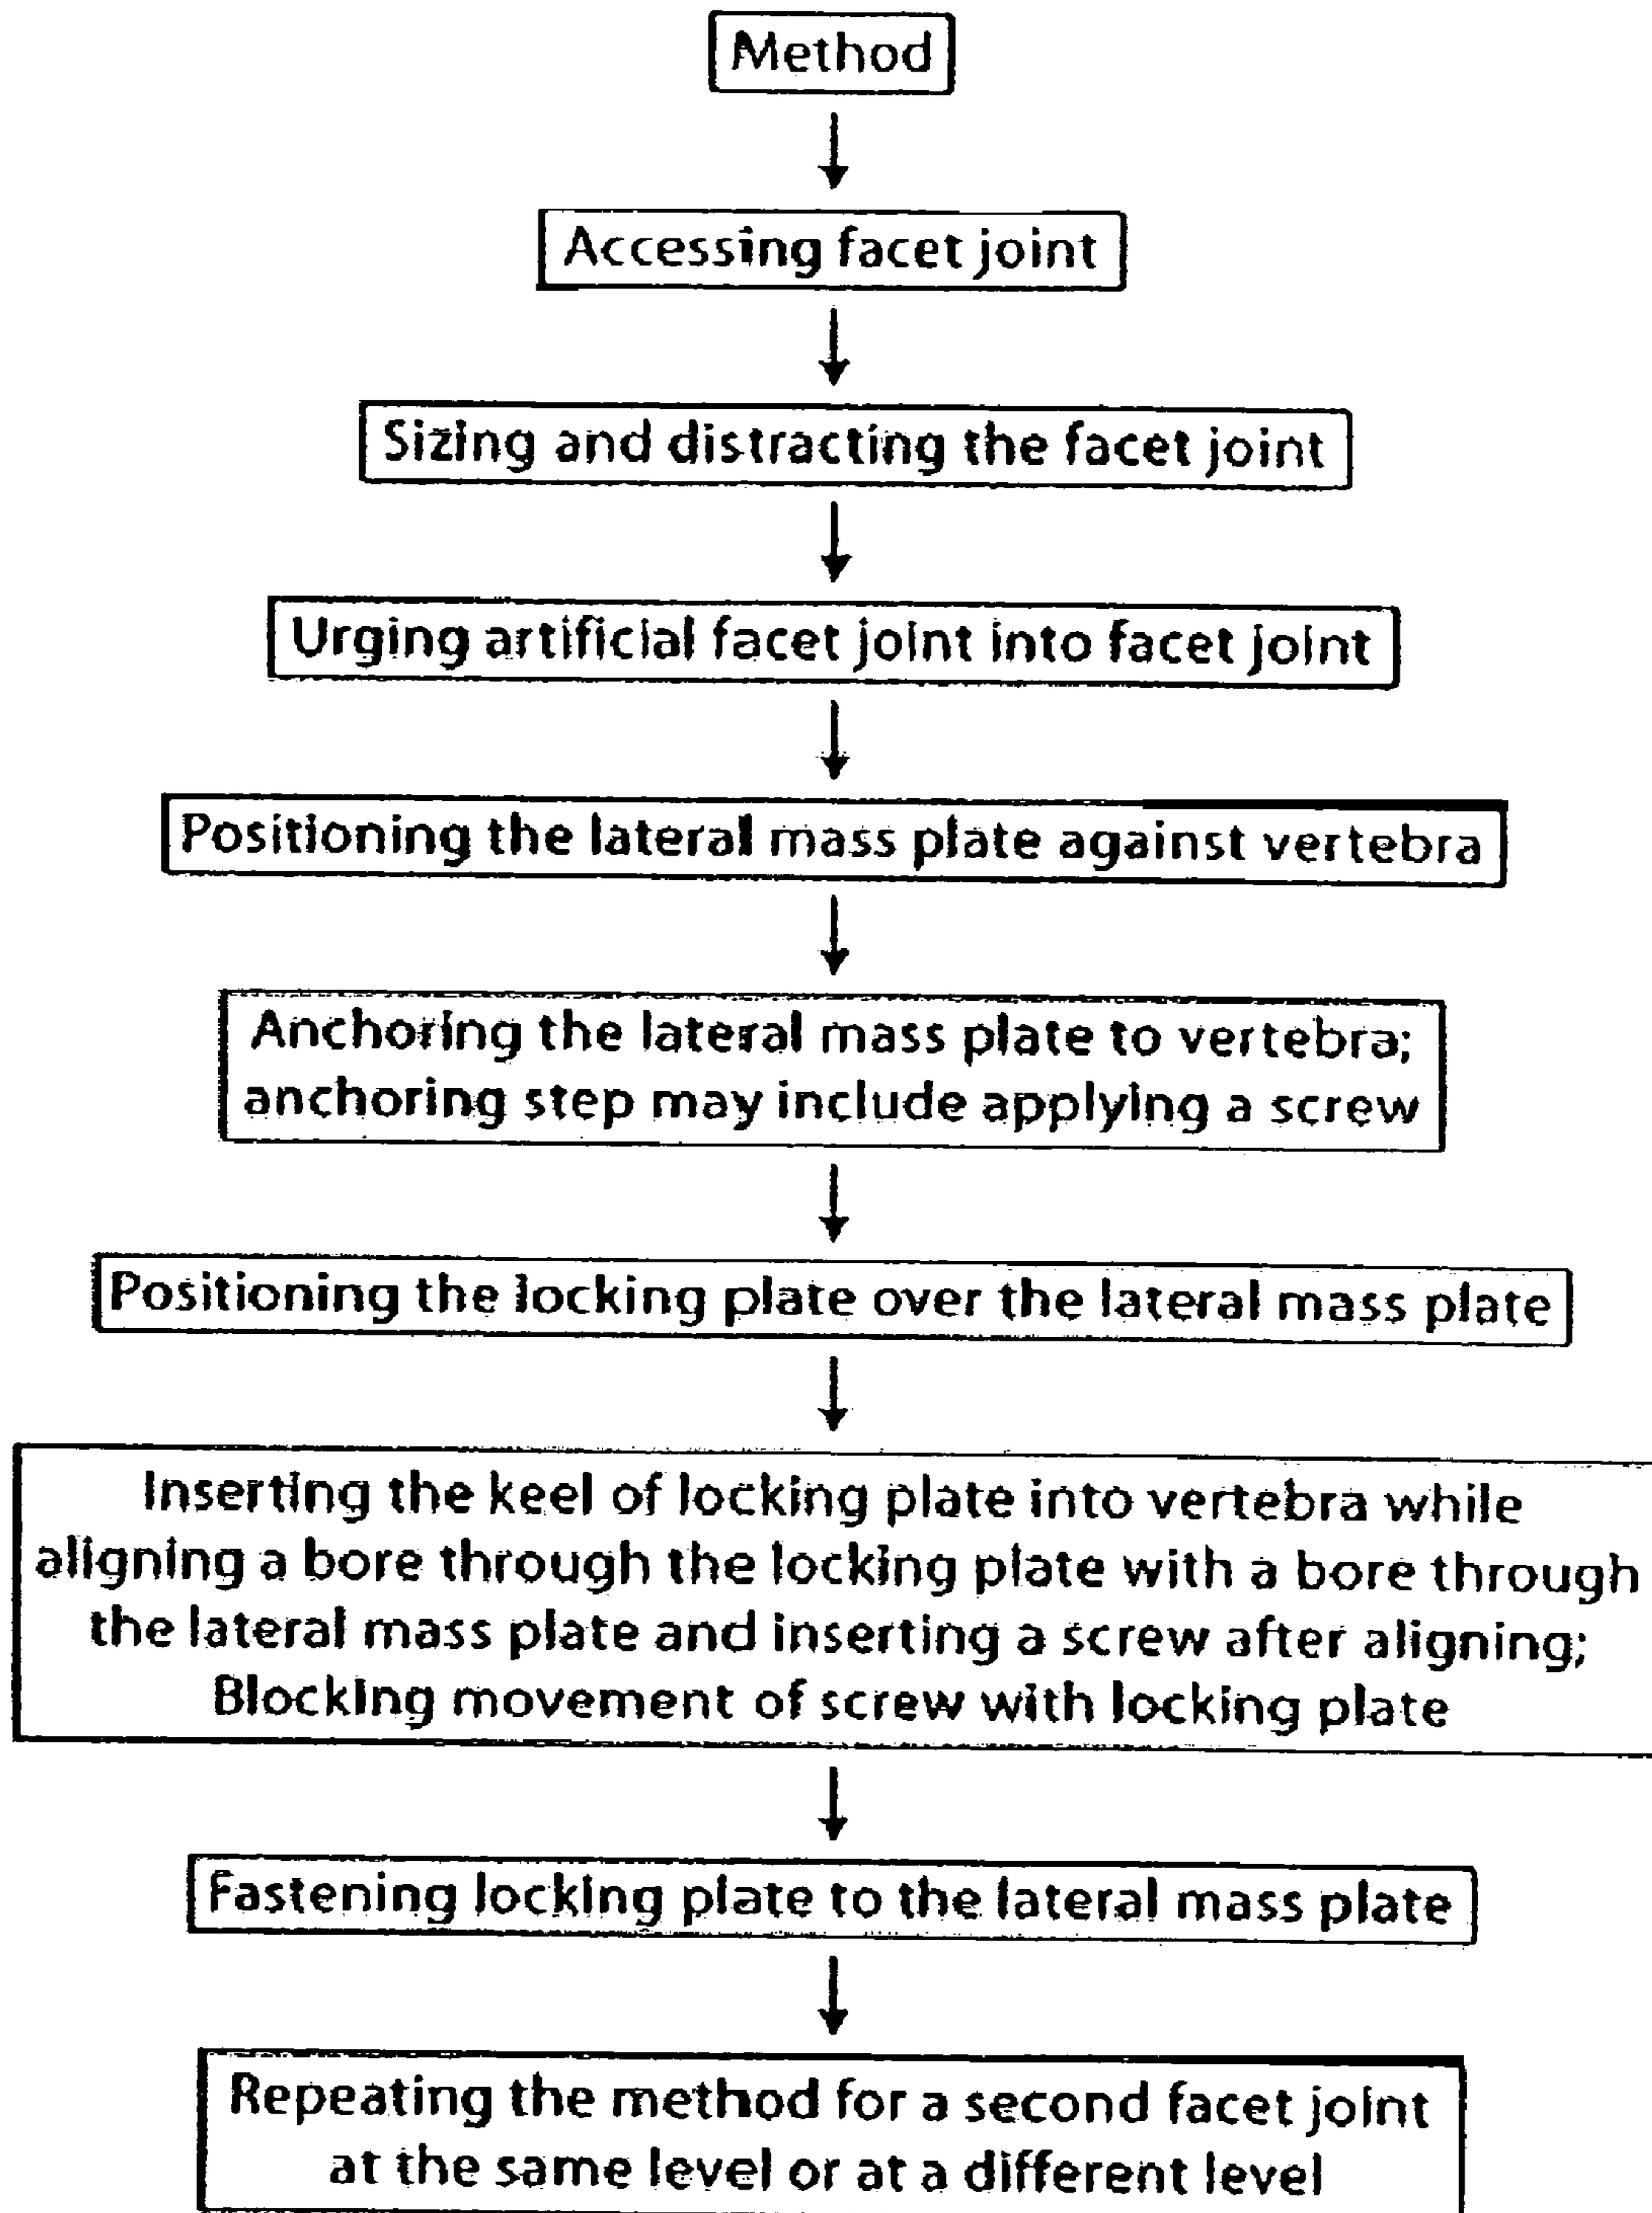 Method
Accessing facet joint
Sizing and distracting the facet joint
Urging artificial facet joint into facet joint
Positioning the lateral mass plate against vertebra
Anchoring the lateral mass plate to vertebra;
anchoring step may include applying a screw
Positioning the locking plate over the lateral mass plate
Inserting the keel of locking plate into vertebra while
aligning a bore through the locking plate with a bore through
the lateral mass plate and inserting a screw after aligning;
Blocking movement of screw with locking plate
Fastening locking plate to the lateral mass plate
Repeating the method for a second facet joint
at the same level or at a different level